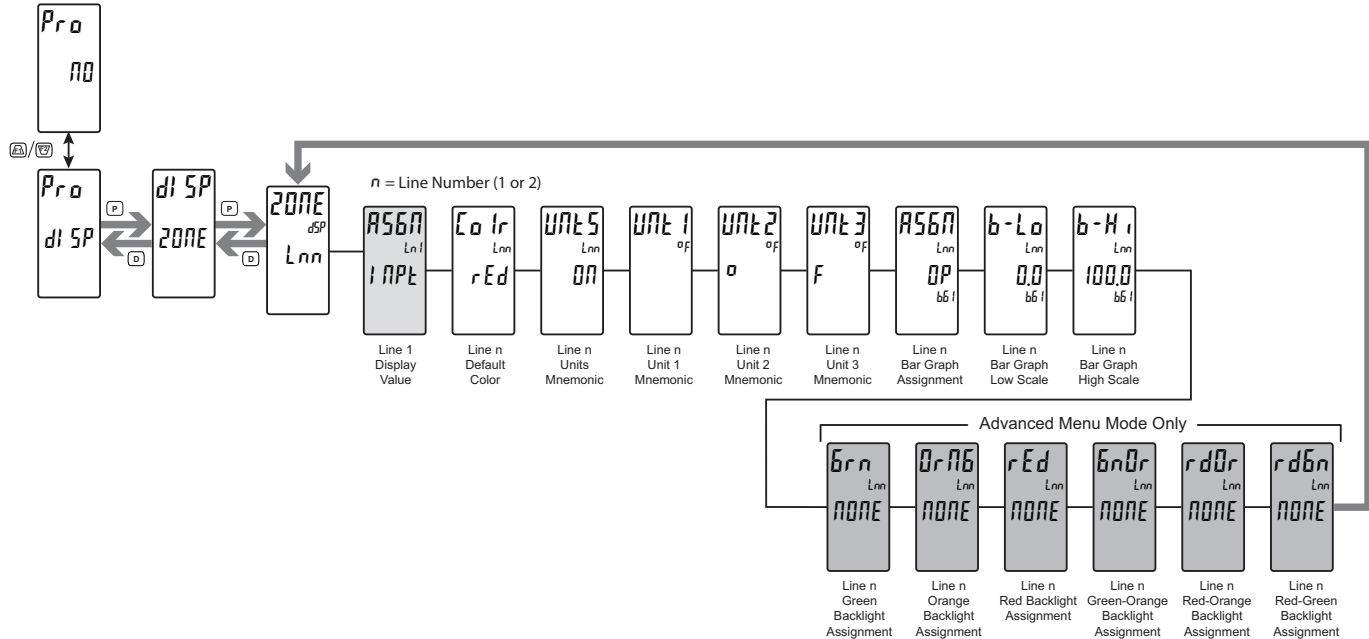 Pro
NO
F1/F2
Pro
dISP
P
D
dISP
ZONE
P
D
ZONE
dSP
Lnn
n = Line Number (1 or 2)
ASGN
Ln1
INPt
Line 1
Display
Value
Colr
Lnn
rEd
Line n
Default
Color
UNtS
Lnn
ON
Line n
Units
Mnemonic
UNt1
°F
Line n
Unit 1
Mnemonic
UNt2
°F
o
Line n
Unit 2
Mnemonic
UNt3
°F
F
Line n
Unit 3
Mnemonic
ASGN
Lnn
OP
bG1
Line n
Bar Graph
Assignment
b-Lo
Lnn
0.0
bG1
Line n
Bar Graph
Low Scale
b-Hi
Lnn
100.0
bG1
Line n
Bar Graph
High Scale
Advanced Menu Mode Only
Grn
Lnn
NONE
Line n
Green
Backlight
Assignment
OrNG
Lnn
NONE
Line n
Orange
Backlight
Assignment
rEd
Lnn
NONE
Line n
Red Backlight
Assignment
GnOr
Lnn
NONE
Line n
Green-Orange
Backlight
Assignment
rdOr
Lnn
NONE
Line n
Red-Orange
Backlight
Assignment
rdGn
Lnn
NONE
Line n
Red-Green
Backlight
Assignment